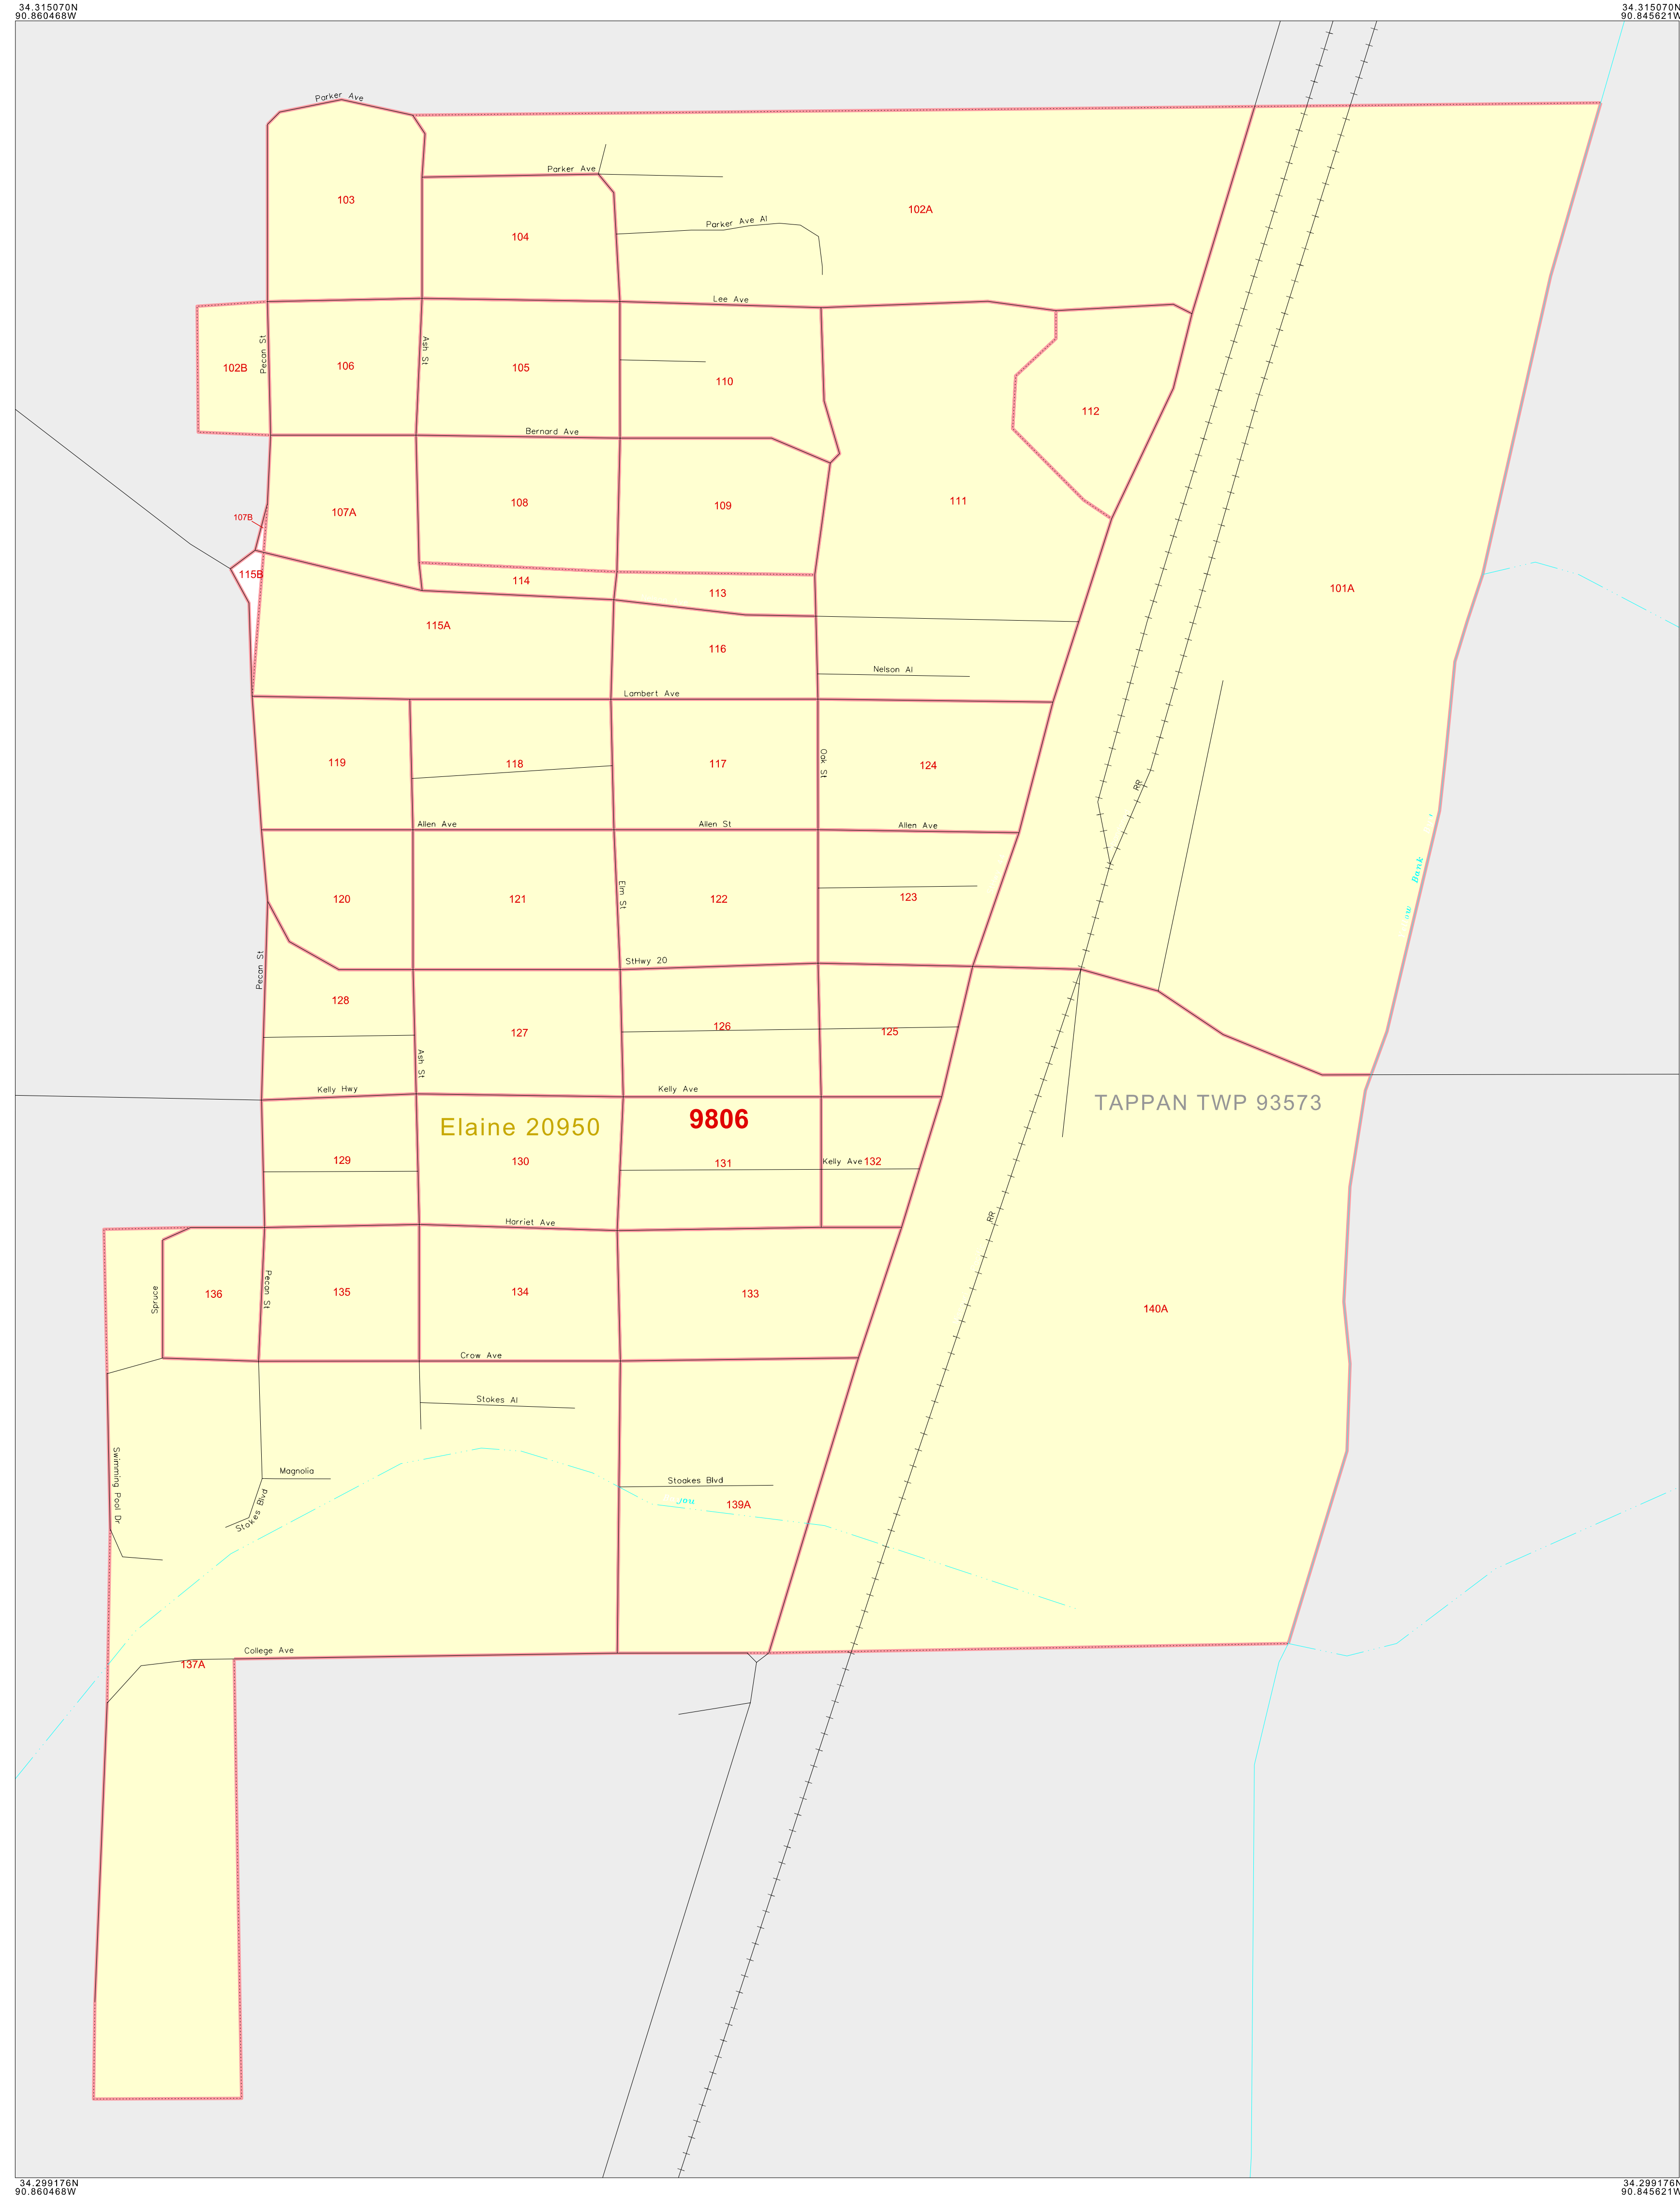 34.315070N
90.860468W
34.315070N
90.845621W
Parker Ave
Parker Ave
103
102A
104
Parker Ave Al
Lee Ave
Pecan St
Ash St
102B
106
105
110
112
Bernard Ave
107B
107A
108
109
111
115B
114
113
101A
115A
116
Nelson Al
Lambert Ave
119
118
117
Oak St
124
RR
Allen Ave
Allen St
Allen Ave
Bank
120
121
Elm St
122
123
Pecan St
StHwy 20
128
127
126
125
Ash St
Kelly Hwy
Kelly Ave
TAPPAN TWP 93573
Elaine 20950
9806
129
130
131
Kelly Ave
132
RR
Harriet Ave
Spruce
136
Pecan St
135
134
133
140A
Crow Ave
Stokes Al
Swimming Pool Dr
Magnolia
Stokes Blvd
Stoakes Blvd
139A
College Ave
137A
34.299176N
90.860468W
34.299176N
90.845621W